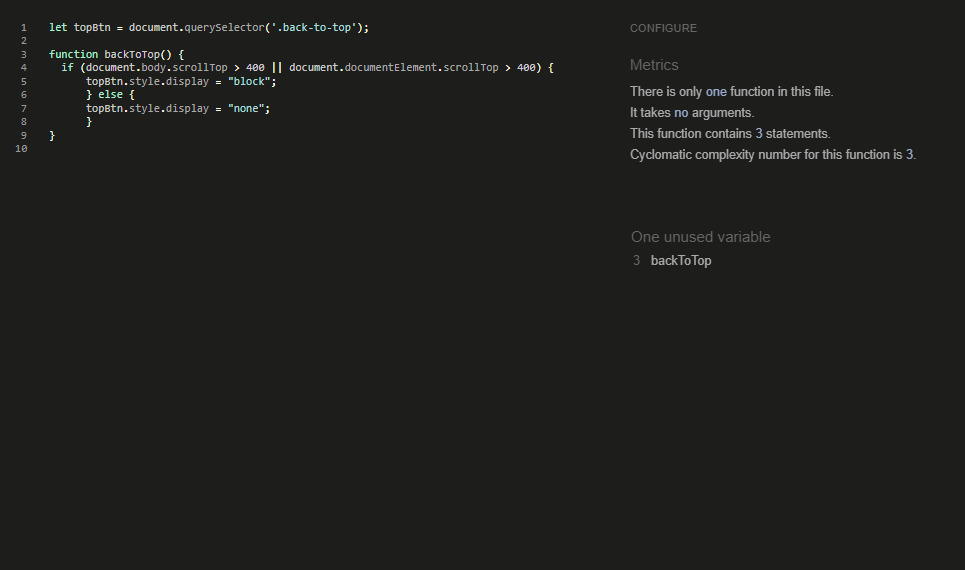 1 let topBtn = document.querySelector('.back-to-top');
2
3 function backToTop() {
4 if (document.body.scrollTop > 400 || document.documentElement.scrollTop > 400) {
5 topBtn.style.display = "block";
6 } else {
7 topBtn.style.display = "none";
8 }
9 }
10
CONFIGURE
Metrics
There is only one function in this file.
It takes no arguments.
This function contains 3 statements.
Cyclomatic complexity number for this function is 3.
One unused variable
3 backToTop